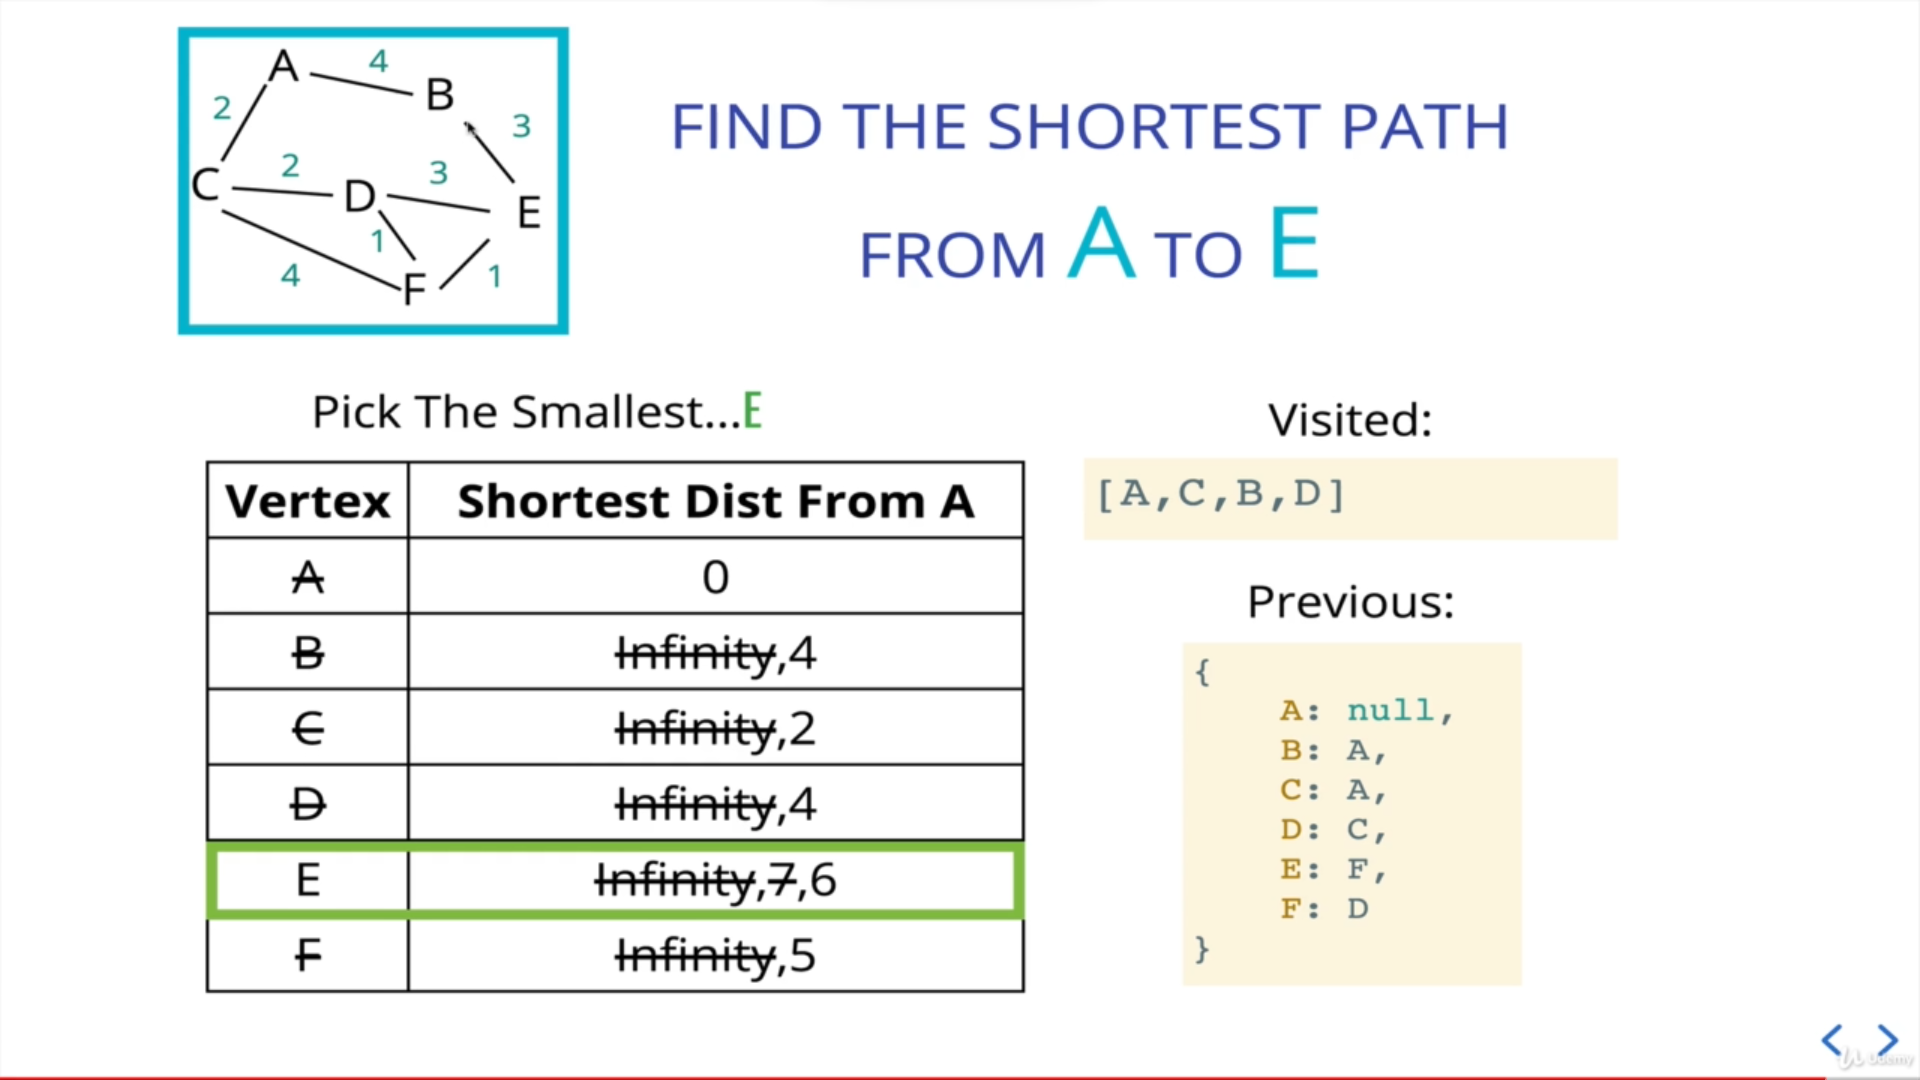 A
4
B
2
3
C
2
D
3
E
1
4
F
1
FIND THE SHORTEST PATH
FROM A TO E
Pick The Smallest...E
Vertex Shortest Dist From A
A 0
B Infinity,4
C Infinity,2
D Infinity,4
E Infinity,7,6
F Infinity,5
Visited:
[A,C,B,D]
Previous:
{
A: null,
B: A,
C: A,
D: C,
E: F,
F: D
}
Udemy